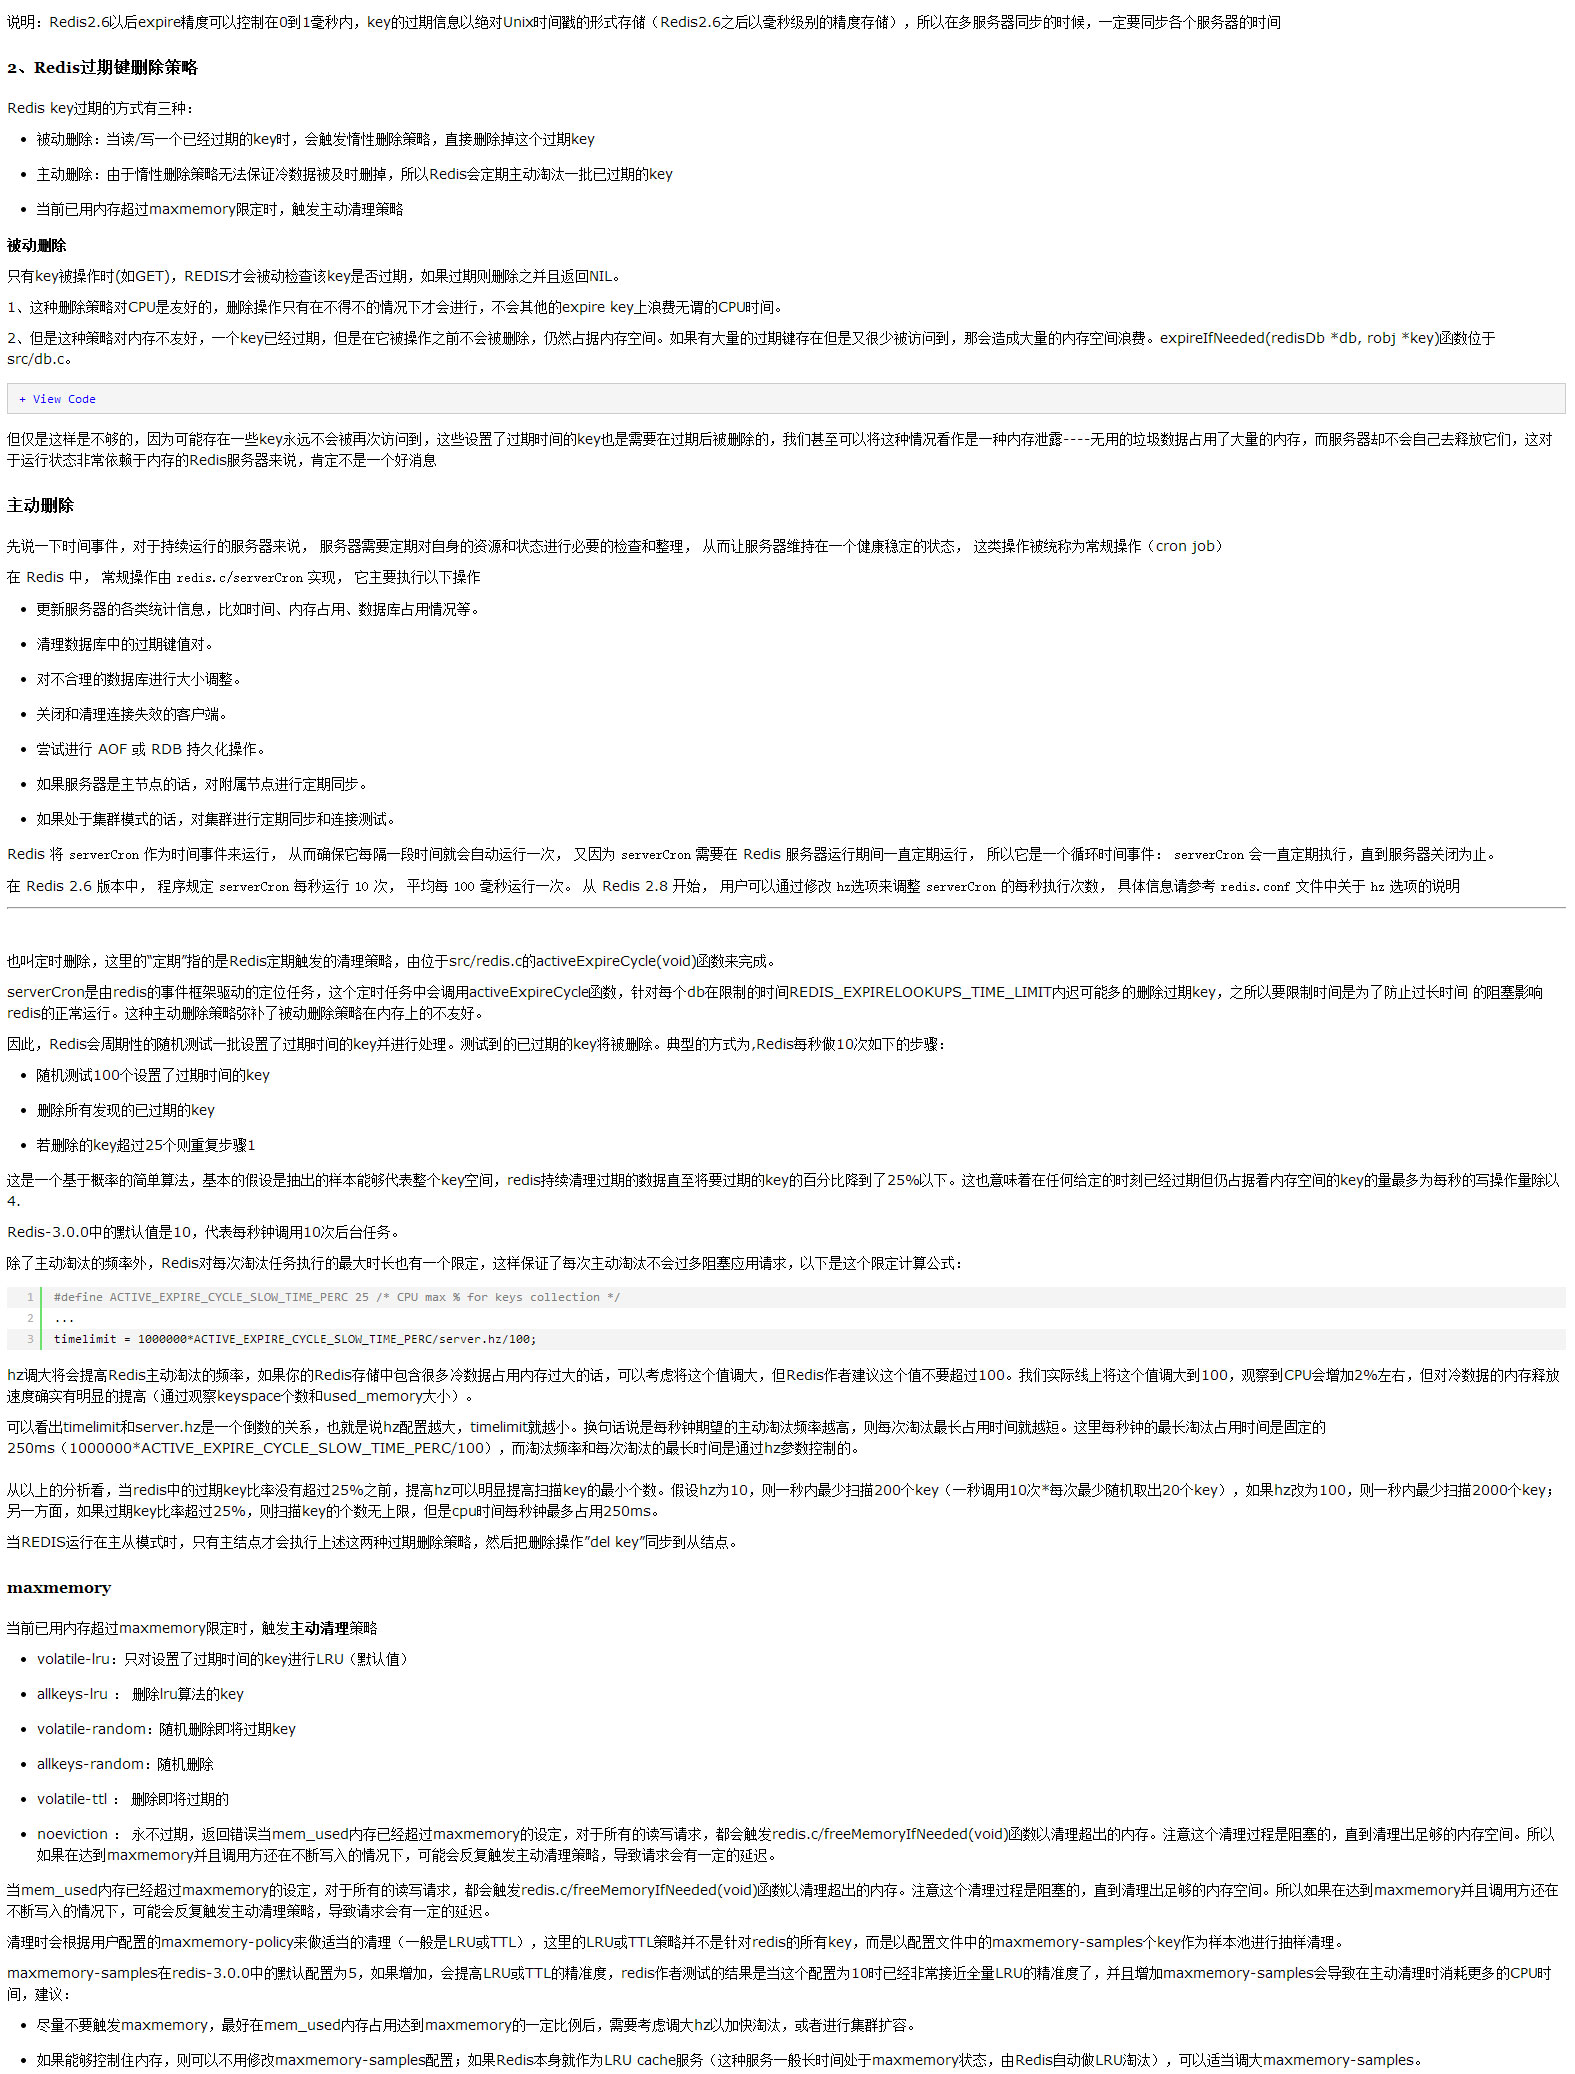 说明：Redis2.6以后expire精度可以控制在0到1毫秒内，key的过期信息以绝对Unix时间戳的形式存储（Redis2.6之后以毫秒级别的精度存储），所以在多服务器同步的时候，一定要同步各个服务器的时间
2、Redis过期键删除策略
Redis key过期的方式有三种：
• 被动删除：当读/写一个已经过期的key时，会触发惰性删除策略，直接删除掉这个过期key
• 主动删除：由于惰性删除策略无法保证冷数据被及时删掉，所以Redis会定期主动淘汰一批已过期的key
• 当前已用内存超过maxmemory限定时，触发主动清理策略
被动删除
只有key被操作时(如GET)，REDIS才会被动检查该key是否过期，如果过期则删除之并且返回NIL。
1、这种删除策略对CPU是友好的，删除操作只有在不得不的情况下才会进行，不会其他的expire key上浪费无谓的CPU时间。
2、但是这种策略对内存不友好，一个key已经过期，但是在它被操作之前不会被删除，仍然占据内存空间。如果有大量的过期键存在但是又很少被访问到，那会造成大量的内存空间浪费。expireIfNeeded(redisDb *db, robj *key)函数位于
src/db.c。
+ View Code
但仅是这样是不够的，因为可能存在一些key永远不会被再次访问到，这些设置了过期时间的key也是需要在过期后被删除的，我们甚至可以将这种情况看作是一种内存泄露----无用的垃圾数据占用了大量的内存，而服务器却不会自己去释放它们，这对
于运行状态非常依赖于内存的Redis服务器来说，肯定不是一个好消息
主动删除
先说一下时间事件，对于持续运行的服务器来说， 服务器需要定期对自身的资源和状态进行必要的检查和整理， 从而让服务器维持在一个健康稳定的状态， 这类操作被统称为常规操作（cron job）
在 Redis 中， 常规操作由 redis.c/serverCron 实现， 它主要执行以下操作
• 更新服务器的各类统计信息，比如时间、内存占用、数据库占用情况等。
• 清理数据库中的过期键值对。
• 对不合理的数据库进行大小调整。
• 关闭和清理连接失效的客户端。
• 尝试进行 AOF 或 RDB 持久化操作。
• 如果服务器是主节点的话，对附属节点进行定期同步。
• 如果处于集群模式的话，对集群进行定期同步和连接测试。
Redis 将 serverCron 作为时间事件来运行， 从而确保它每隔一段时间就会自动运行一次， 又因为 serverCron 需要在 Redis 服务器运行期间一直定期运行， 所以它是一个循环时间事件： serverCron 会一直定期执行，直到服务器关闭为止。
在 Redis 2.6 版本中， 程序规定 serverCron 每秒运行 10 次， 平均每 100 毫秒运行一次。 从 Redis 2.8 开始， 用户可以通过修改 hz选项来调整 serverCron 的每秒执行次数， 具体信息请参考 redis.conf 文件中关于 hz 选项的说明
也叫定时删除，这里的“定期”指的是Redis定期触发的清理策略，由位于src/redis.c的activeExpireCycle(void)函数来完成。
serverCron是由redis的事件框架驱动的定位任务，这个定时任务中会调用activeExpireCycle函数，针对每个db在限制的时间REDIS_EXPIRELOOKUPS_TIME_LIMIT内迟可能多的删除过期key，之所以要限制时间是为了防止过长时间 的阻塞影响
redis的正常运行。这种主动删除策略弥补了被动删除策略在内存上的不友好。
因此，Redis会周期性的随机测试一批设置了过期时间的key并进行处理。测试到的已过期的key将被删除。典型的方式为,Redis每秒做10次如下的步骤：
• 随机测试100个设置了过期时间的key
• 删除所有发现的已过期的key
• 若删除的key超过25个则重复步骤1
这是一个基于概率的简单算法，基本的假设是抽出的样本能够代表整个key空间，redis持续清理过期的数据直至将要过期的key的百分比降到了25%以下。这也意味着在任何给定的时刻已经过期但仍占据着内存空间的key的量最多为每秒的写操作量除以
4.
Redis-3.0.0中的默认值是10，代表每秒钟调用10次后台任务。
除了主动淘汰的频率外，Redis对每次淘汰任务执行的最大时长也有一个限定，这样保证了每次主动淘汰不会过多阻塞应用请求，以下是这个限定计算公式：
1 #define ACTIVE_EXPIRE_CYCLE_SLOW_TIME_PERC 25 /* CPU max % for keys collection */
2 ...
3 timelimit = 1000000*ACTIVE_EXPIRE_CYCLE_SLOW_TIME_PERC/server.hz/100;
hz调大将会提高Redis主动淘汰的频率，如果你的Redis存储中包含很多冷数据占用内存过大的话，可以考虑将这个值调大，但Redis作者建议这个值不要超过100。我们实际线上将这个值调大到100，观察到CPU会增加2%左右，但对冷数据的内存释放
速度确实有明显的提高（通过观察keyspace个数和used_memory大小）。
可以看出timelimit和server.hz是一个倒数的关系，也就是说hz配置越大，timelimit就越小。换句话说是每秒钟期望的主动淘汰频率越高，则每次淘汰最长占用时间就越短。这里每秒钟的最长淘汰占用时间是固定的
250ms（1000000*ACTIVE_EXPIRE_CYCLE_SLOW_TIME_PERC/100），而淘汰频率和每次淘汰的最长时间是通过hz参数控制的。
从以上的分析看，当redis中的过期key比率没有超过25%之前，提高hz可以明显提高扫描key的最小个数。假设hz为10，则一秒内最少扫描200个key（一秒调用10次*每次最少随机取出20个key），如果hz改为100，则一秒内最少扫描2000个key；
另一方面，如果过期key比率超过25%，则扫描key的个数无上限，但是cpu时间每秒钟最多占用250ms。
当REDIS运行在主从模式时，只有主结点才会执行上述这两种过期删除策略，然后把删除操作”del key”同步到从结点。
maxmemory
当前已用内存超过maxmemory限定时，触发主动清理策略
• volatile-lru：只对设置了过期时间的key进行LRU（默认值）
• allkeys-lru ： 删除lru算法的key
• volatile-random：随机删除即将过期key
• allkeys-random：随机删除
• volatile-ttl ： 删除即将过期的
• noeviction ： 永不过期，返回错误当mem_used内存已经超过maxmemory的设定，对于所有的读写请求，都会触发redis.c/freeMemoryIfNeeded(void)函数以清理超出的内存。注意这个清理过程是阻塞的，直到清理出足够的内存空间。所以
如果在达到maxmemory并且调用方还在不断写入的情况下，可能会反复触发主动清理策略，导致请求会有一定的延迟。
当mem_used内存已经超过maxmemory的设定，对于所有的读写请求，都会触发redis.c/freeMemoryIfNeeded(void)函数以清理超出的内存。注意这个清理过程是阻塞的，直到清理出足够的内存空间。所以如果在达到maxmemory并且调用方还在
不断写入的情况下，可能会反复触发主动清理策略，导致请求会有一定的延迟。
清理时会根据用户配置的maxmemory-policy来做适当的清理（一般是LRU或TTL），这里的LRU或TTL策略并不是针对redis的所有key，而是以配置文件中的maxmemory-samples个key作为样本池进行抽样清理。
maxmemory-samples在redis-3.0.0中的默认配置为5，如果增加，会提高LRU或TTL的精准度，redis作者测试的结果是当这个配置为10时已经非常接近全量LRU的精准度了，并且增加maxmemory-samples会导致在主动清理时消耗更多的CPU时
间，建议：
• 尽量不要触发maxmemory，最好在mem_used内存占用达到maxmemory的一定比例后，需要考虑调大hz以加快淘汰，或者进行集群扩容。
• 如果能够控制住内存，则可以不用修改maxmemory-samples配置；如果Redis本身就作为LRU cache服务（这种服务一般长时间处于maxmemory状态，由Redis自动做LRU淘汰），可以适当调大maxmemory-samples。